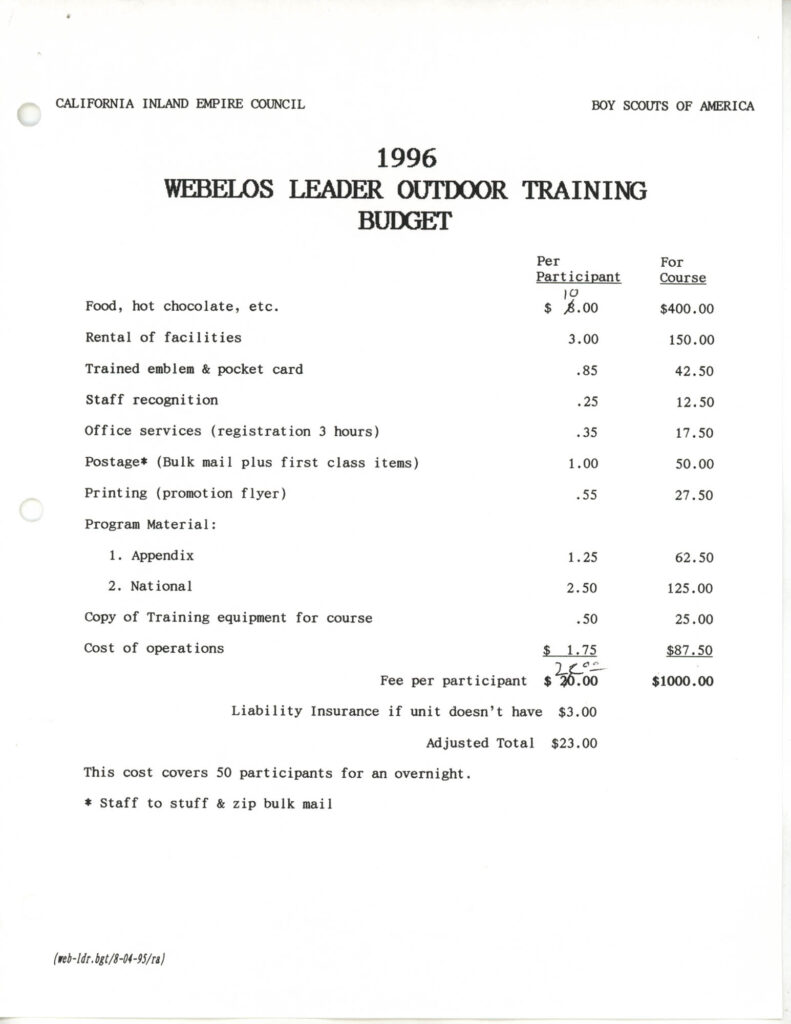 CALIFORNIA INLAND EMPIRE COUNCIL BOY SCOUTS OF AMERICA
1996
WEBELOS LEADER OUTDOOR TRAINING
BUDGET
Per For
Participant Course
10
Food, hot chocolate, etc. $ 8.00 $400.00
Rental of facilities 3.00 150.00
Trained emblem & pocket card .85 42.50
Staff recognition .25 12.50
Office services (registration 3 hours) .35 17.50
Postage* (Bulk mail plus first class items) 1.00 50.00
Printing (promotion flyer) .55 27.50
Program Material:
1. Appendix 1.25 62.50
2. National 2.50 125.00
Copy of Training equipment for course .50 25.00
Cost of operations $ 1.75 $87.50
Fee per participant $ 20.00 $1000.00
Liability Insurance if unit doesn't have $3.00
Adjusted Total $23.00
This cost covers 50 participants for an overnight.
* Staff to stuff & zip bulk mail
(web-ldr.bgt/8-04-95/ra)